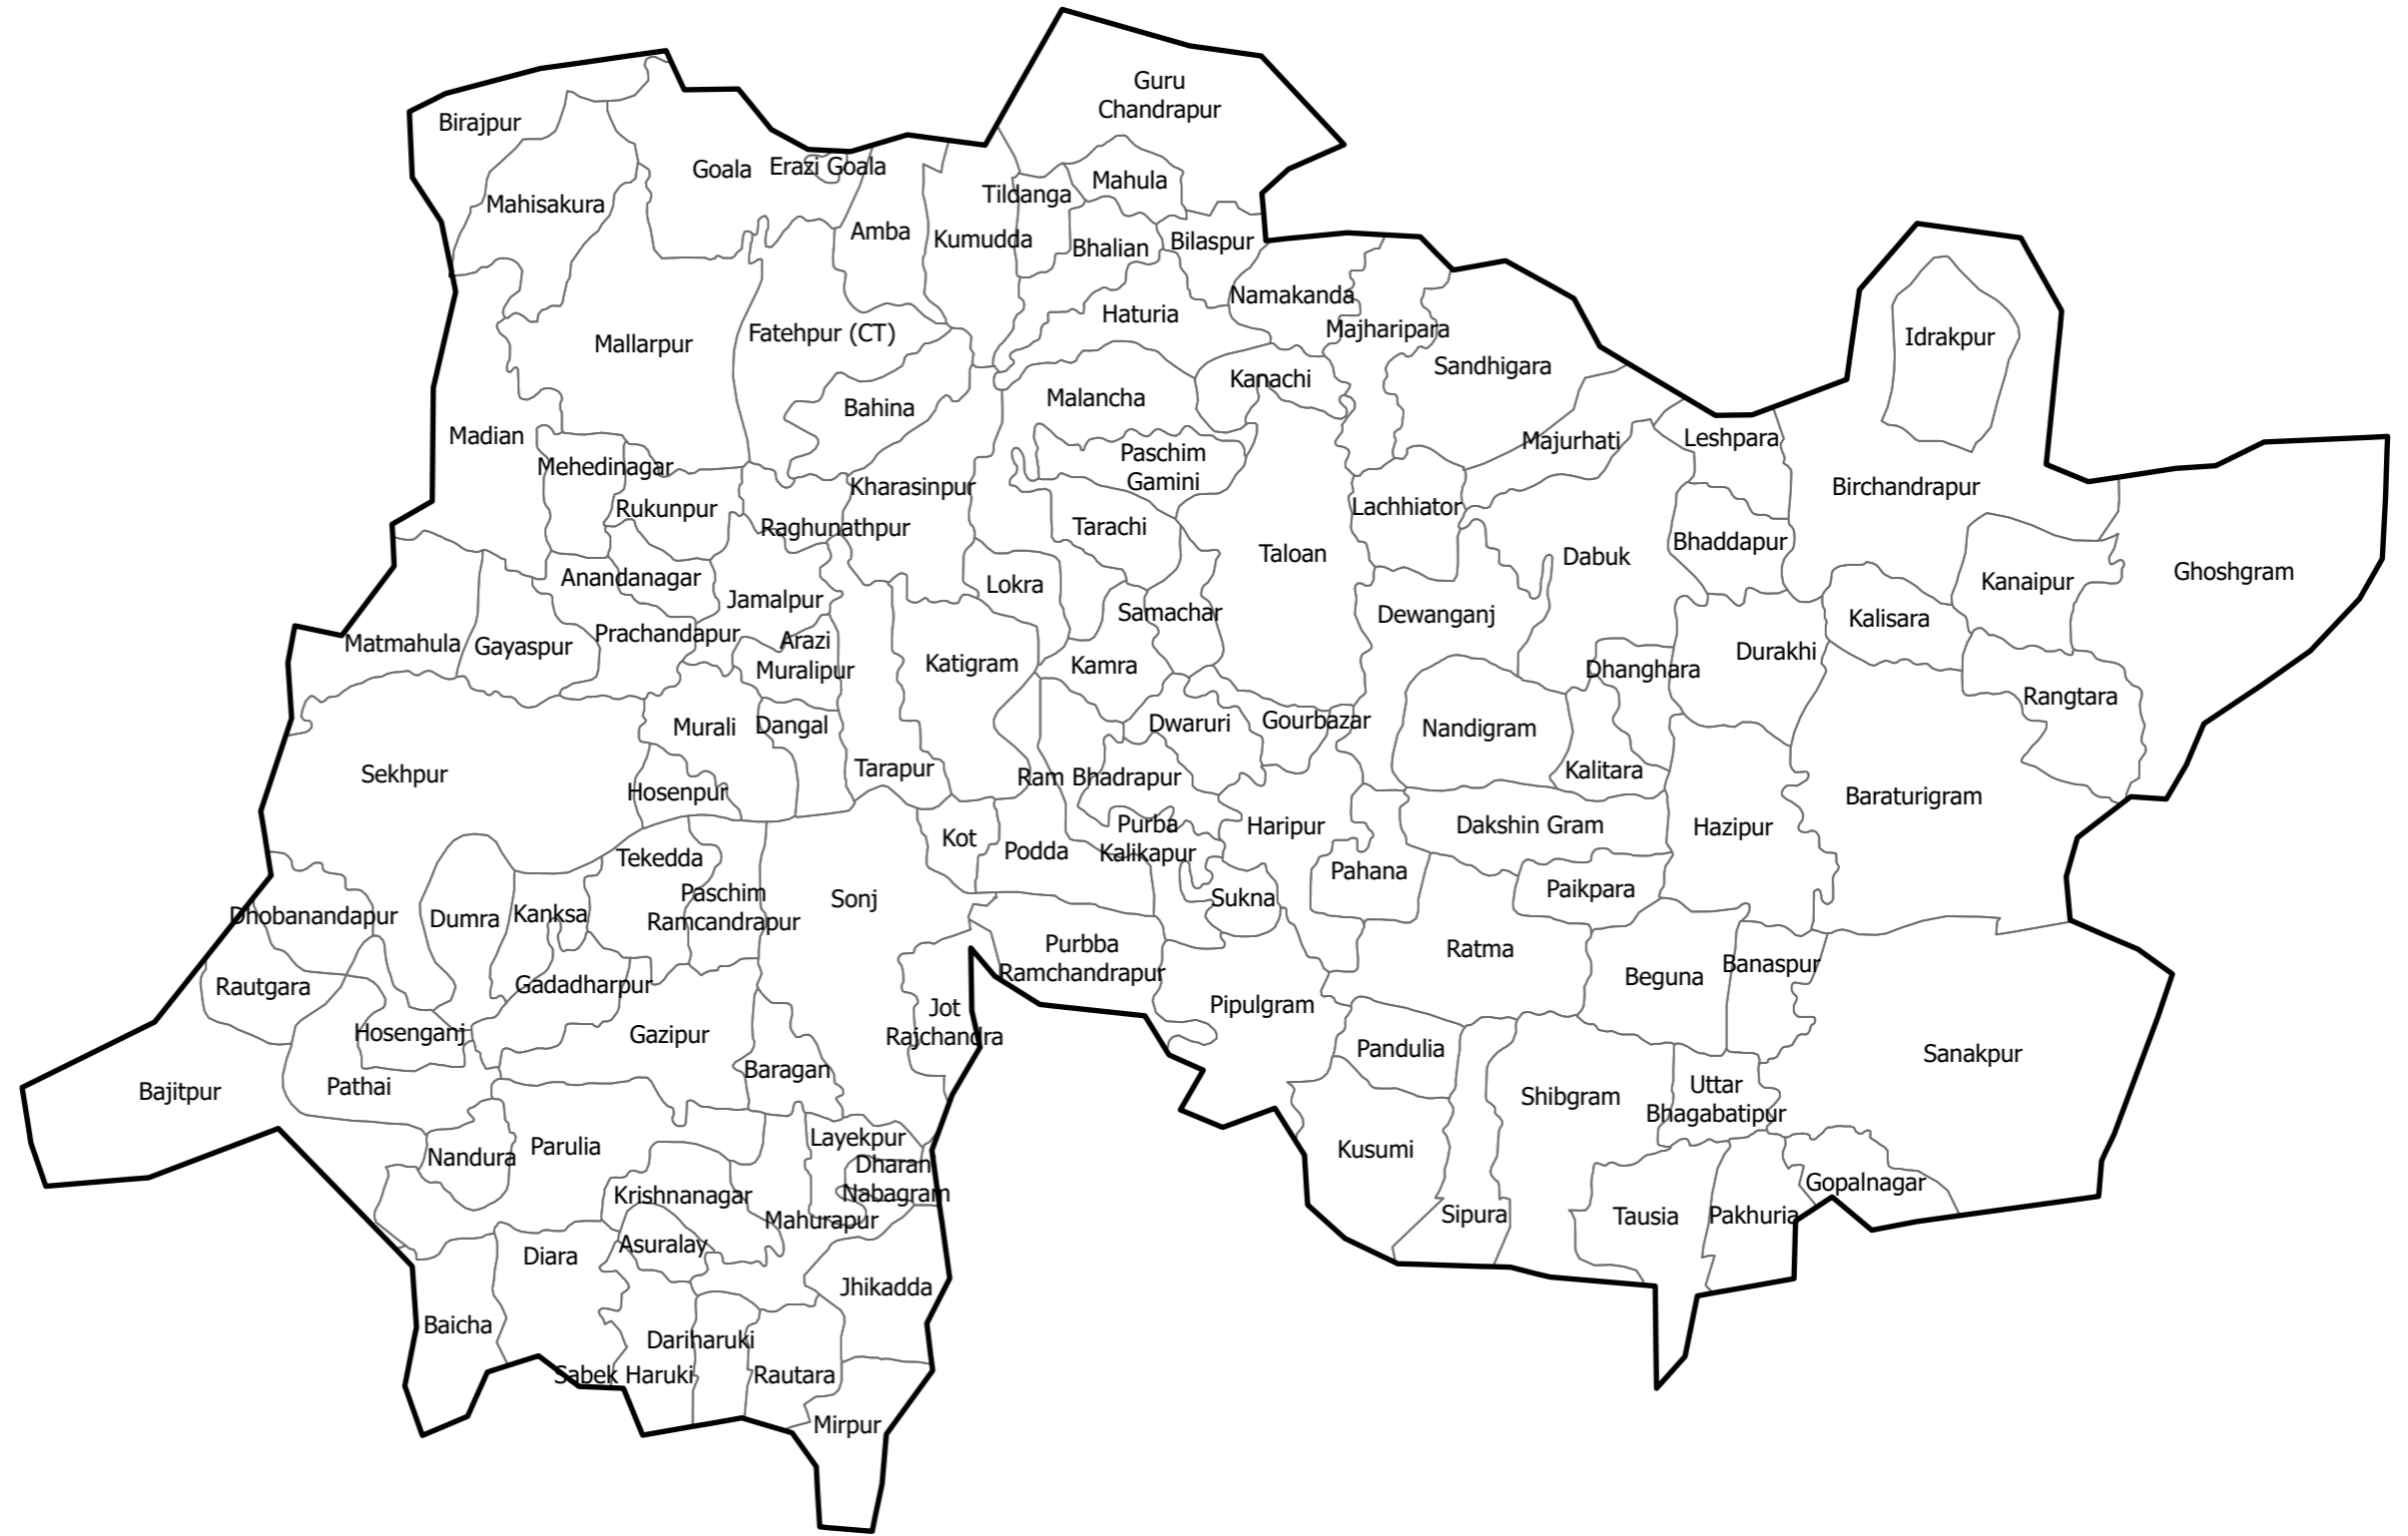 Guru
Chandrapur
Birajpur
Goala
Erazi Goala
Mahula
Tildanga
Mahisakura
Amba
Kumudda
Bhalian
Bilaspur
Namakanda
Haturia
Majharipara
Fatehpur (CT)
Mallarpur
Idrakpur
Sandhigara
Kanachi
Malancha
Bahina
Madian
Majurhati
Leshpara
Paschim
Gamini
Mehedinagar
Kharasinpur
Birchandrapur
Rukunpur
Lachhiator
Raghunathpur
Tarachi
Bhaddapur
Taloan
Dabuk
Ghoshgram
Anandanagar
Lokra
Kanaipur
Jamalpur
Samachar
Dewanganj
Kalisara
Prachandapur
Arazi
Muralipur
Matmahula
Gayaspur
Katigram
Kamra
Durakhi
Dhanghara
Rangtara
Murali
Dangal
Dwaruri
Gourbazar
Nandigram
Sekhpur
Tarapur
Ram Bhadrapur
Kalitara
Hosenpur
Baraturigram
Purba
Kalikapur
Haripur
Dakshin Gram
Hazipur
Kot
Podda
Tekedda
Pahana
Paikpara
Paschim
Ramcandrapur
Sonj
Sukna
Dhobanandapur
Dumra
Kanksa
Purbba
Ramchandrapur
Ratma
Banaspur
Beguna
Rautgara
Gadadharpur
Pipulgram
Jot
Rajchandra
Hosenganj
Gazipur
Pandulia
Sanakpur
Baragan
Bajitpur
Pathai
Uttar
Bhagabatipur
Shibgram
Layekpur
Parulia
Kusumi
Nandura
Dharan
Nabagram
Gopalnagar
Krishnanagar
Mahurapur
Sipura
Tausia
Pakhuria
Asuralay
Diara
Jhikadda
Baicha
Dariharuki
Sabek Haruki
Rautara
Mirpur